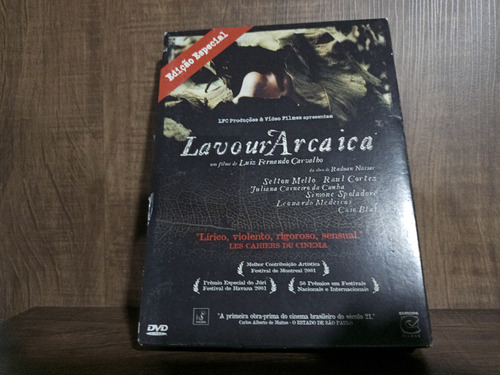 Edição Especial
LFC Produções & Video Filmes apresentam
LavourArcaica
um filme de Luiz Fernando Carvalho
da obra de Raduan Nassar
Selton Mello Raul Cortez
Juliana Carneiro da Cunha
Simone Spoladore
Leonardo Medeiros
Caio Blat
"Lírico, violento, rigoroso, sensual."
LES CAHIERS DU CINEMA
Melhor Contribuição Artística
Festival de Montreal 2001
Prêmio Especial do Júri
Festival de Havana 2001
50 Prêmios em Festivais
Nacionais e Internacionais
DVD
"A primeira obra-prima do cinema brasileiro do século 21."
Carlos Alberto de Mattos - O ESTADO DE SÃO PAULO
EUROPA
FILMES